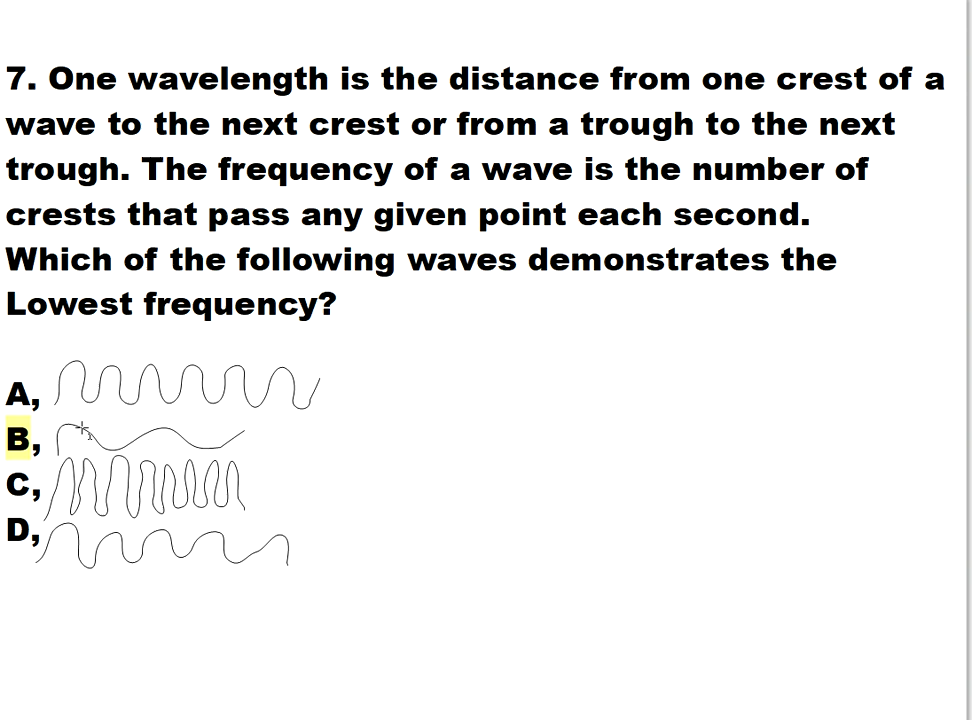 7. One wavelength is the distance from one crest of a
wave to the next crest or from a trough to the next
trough. The frequency of a wave is the number of
crests that pass any given point each second.
Which of the following waves demonstrates the
Lowest frequency?
A,
B,
C,
D,